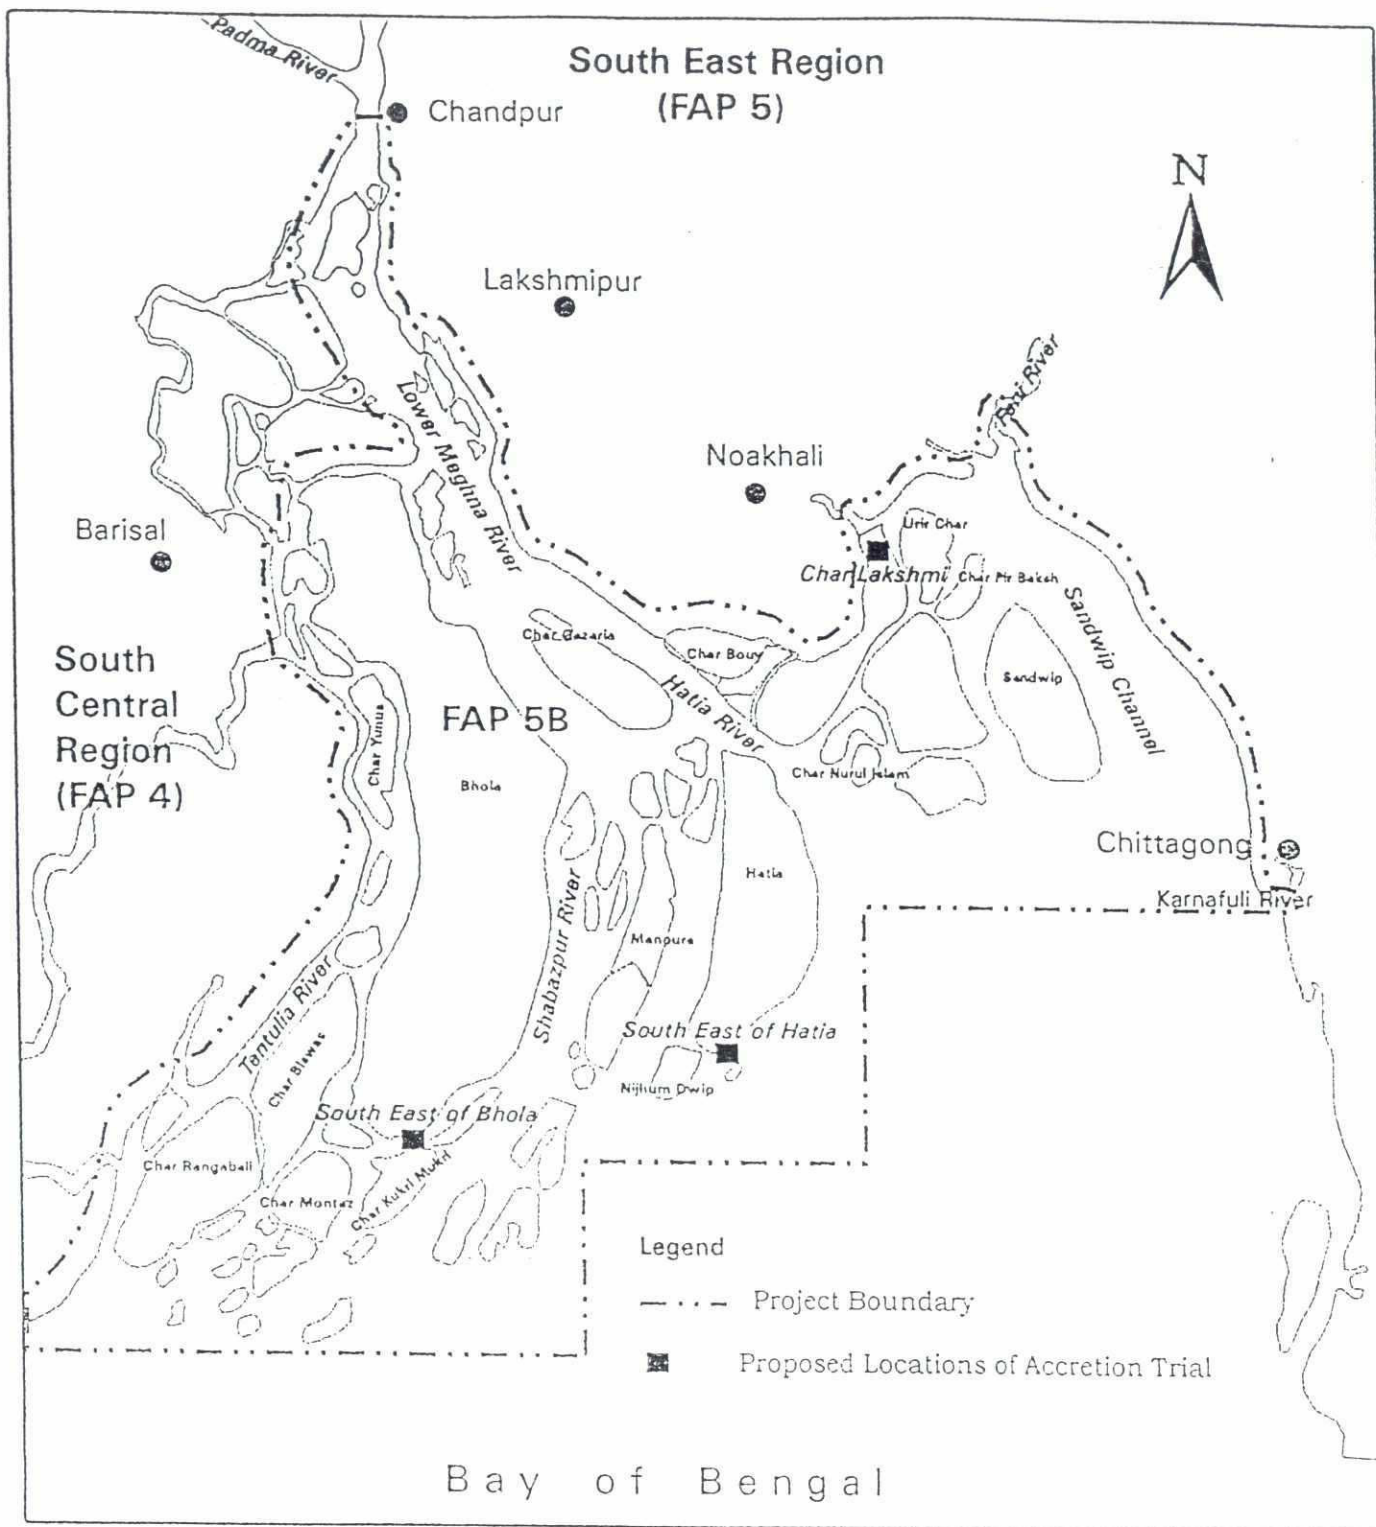 Padma River
South East Region
(FAP 5)
Chandpur
N
Lakshmipur
Feni River
Lower Meghna River
Noakhali
Barisal
Urir Char
Char Lakshmi
Char Pir Baksh
Sandwip Channel
Char Gazaria
Char Bouy
South
Central
Region
(FAP 4)
Sandwip
Hatia River
FAP 5B
Char Yunus
Bhola
Char Nurul Islam
Chittagong
Karnafuli River
Hatia
Manpura
Shabazpur River
Tentulia River
South East of Hatia
Nijhum Dwip
Char Biswas
South East of Bhola
Char Rangabali
Char Montaz
Char Kukri Mukri
Legend
Project Boundary
Proposed Locations of Accretion Trial
Bay of Bengal